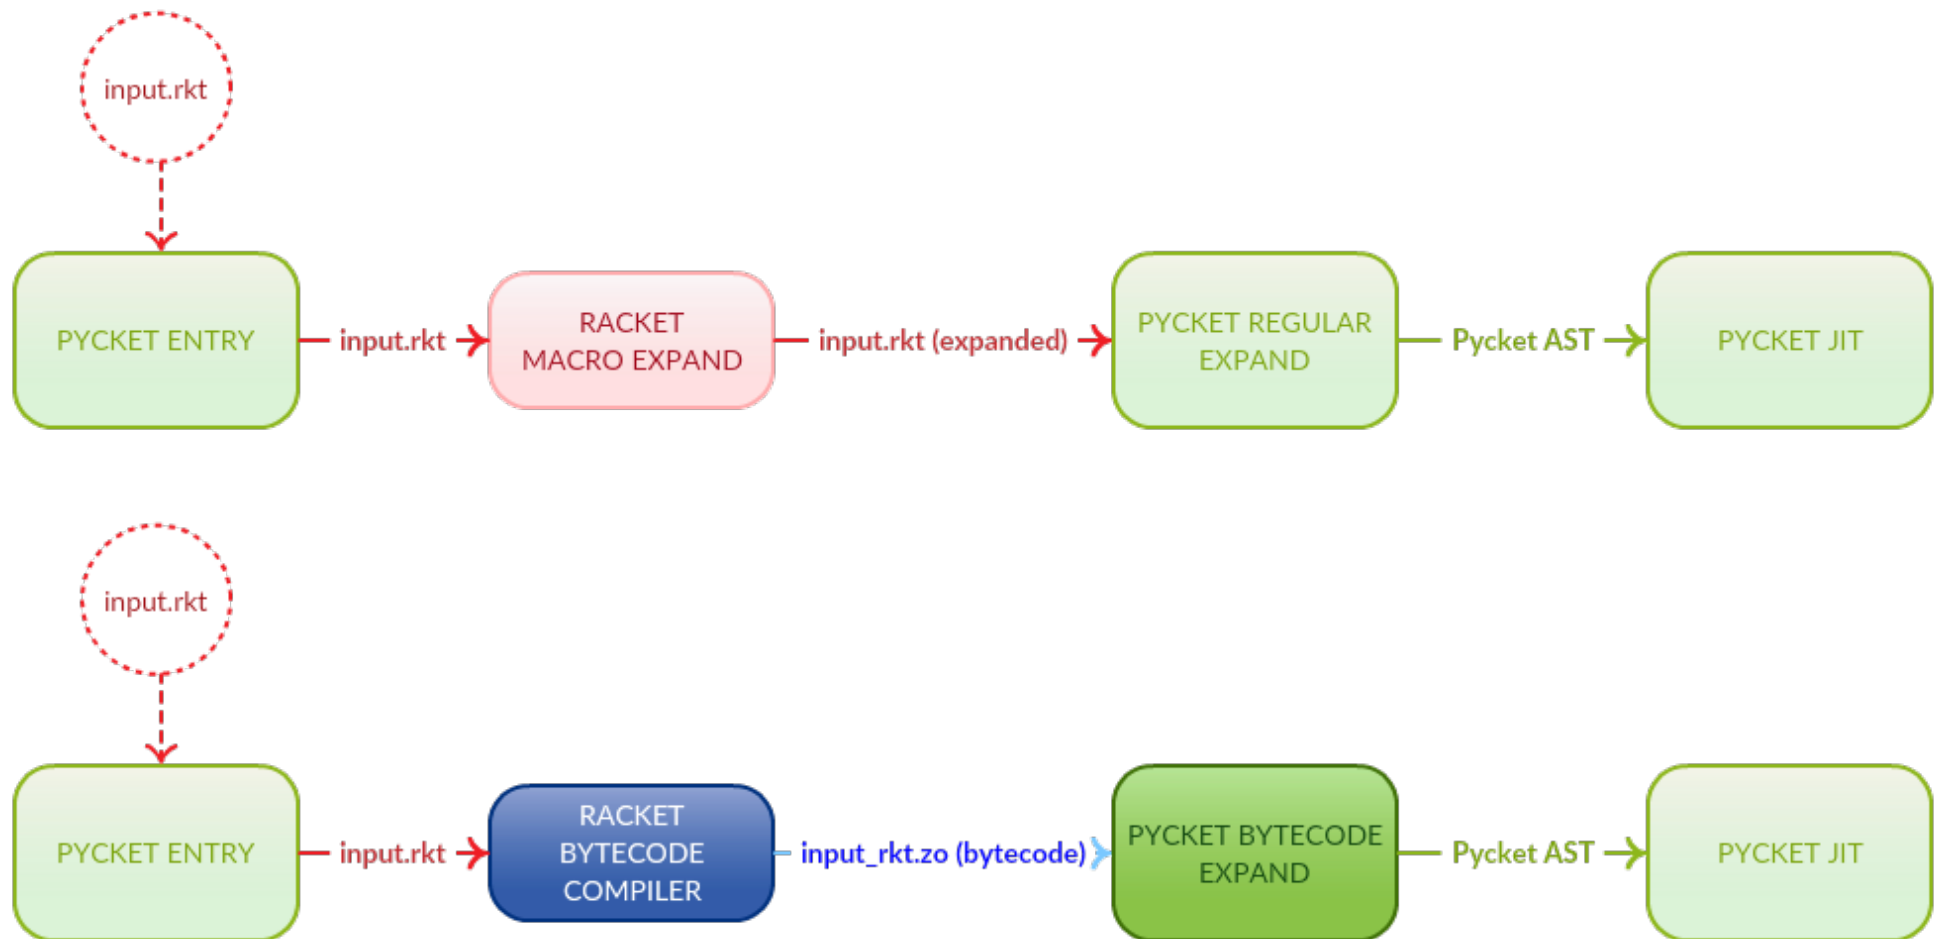 input.rkt
PYCKET ENTRY
input.rkt
RACKET
MACRO EXPAND
input.rkt (expanded)
PYCKET REGULAR
EXPAND
Pycket AST
PYCKET JIT
input.rkt
PYCKET ENTRY
input.rkt
RACKET
BYTECODE
COMPILER
input_rkt.zo (bytecode)
PYCKET BYTECODE
EXPAND
Pycket AST
PYCKET JIT